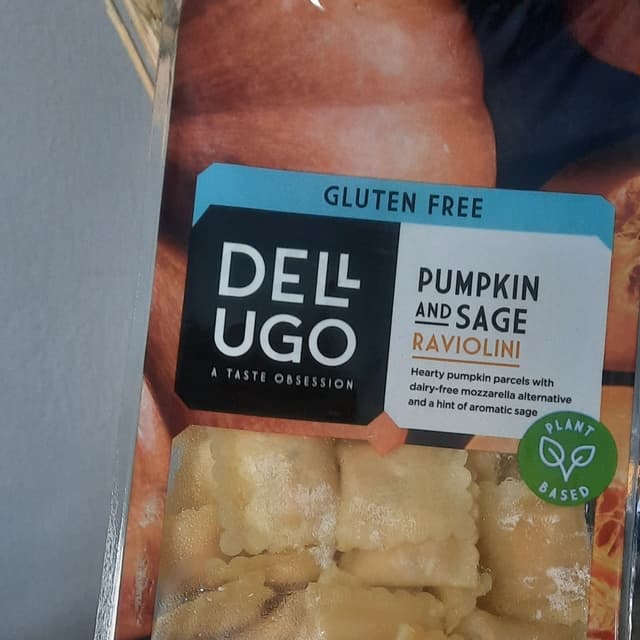 GLUTEN FREE
DELL
UGO
A TASTE OBSESSION
PUMPKIN
AND SAGE
RAVIOLINI
Hearty pumpkin parcels with
dairy-free mozzarella alternative
and a hint of aromatic sage
PLANT
BASED